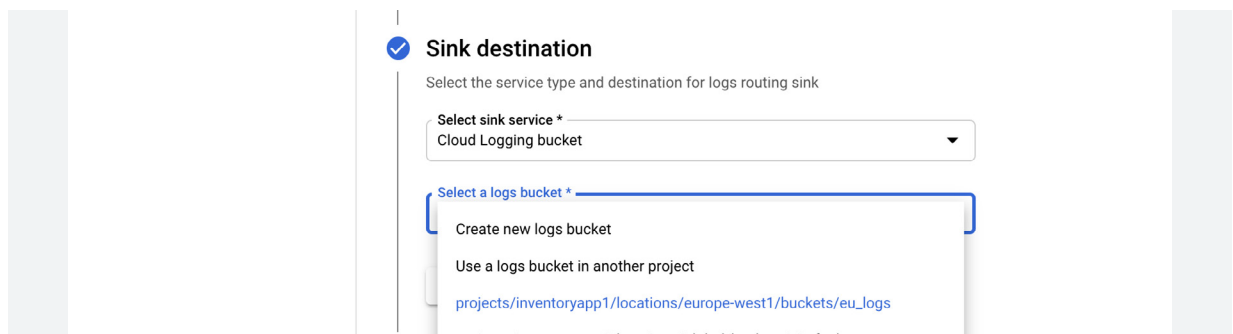 Sink destination
Select the service type and destination for logs routing sink
Select sink service *
Cloud Logging bucket
Select a logs bucket *
Create new logs bucket
Use a logs bucket in another project
projects/inventoryapp1/locations/europe-west1/buckets/eu_logs